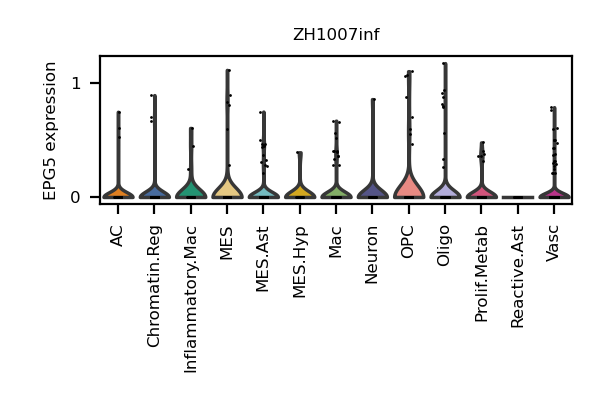 ZH1007inf
EPG5 expression
1
0
AC
Chromatin.Reg
Inflammatory.Mac
MES
MES.Ast
MES.Hyp
Mac
Neuron
OPC
Oligo
Prolif.Metab
Reactive.Ast
Vasc